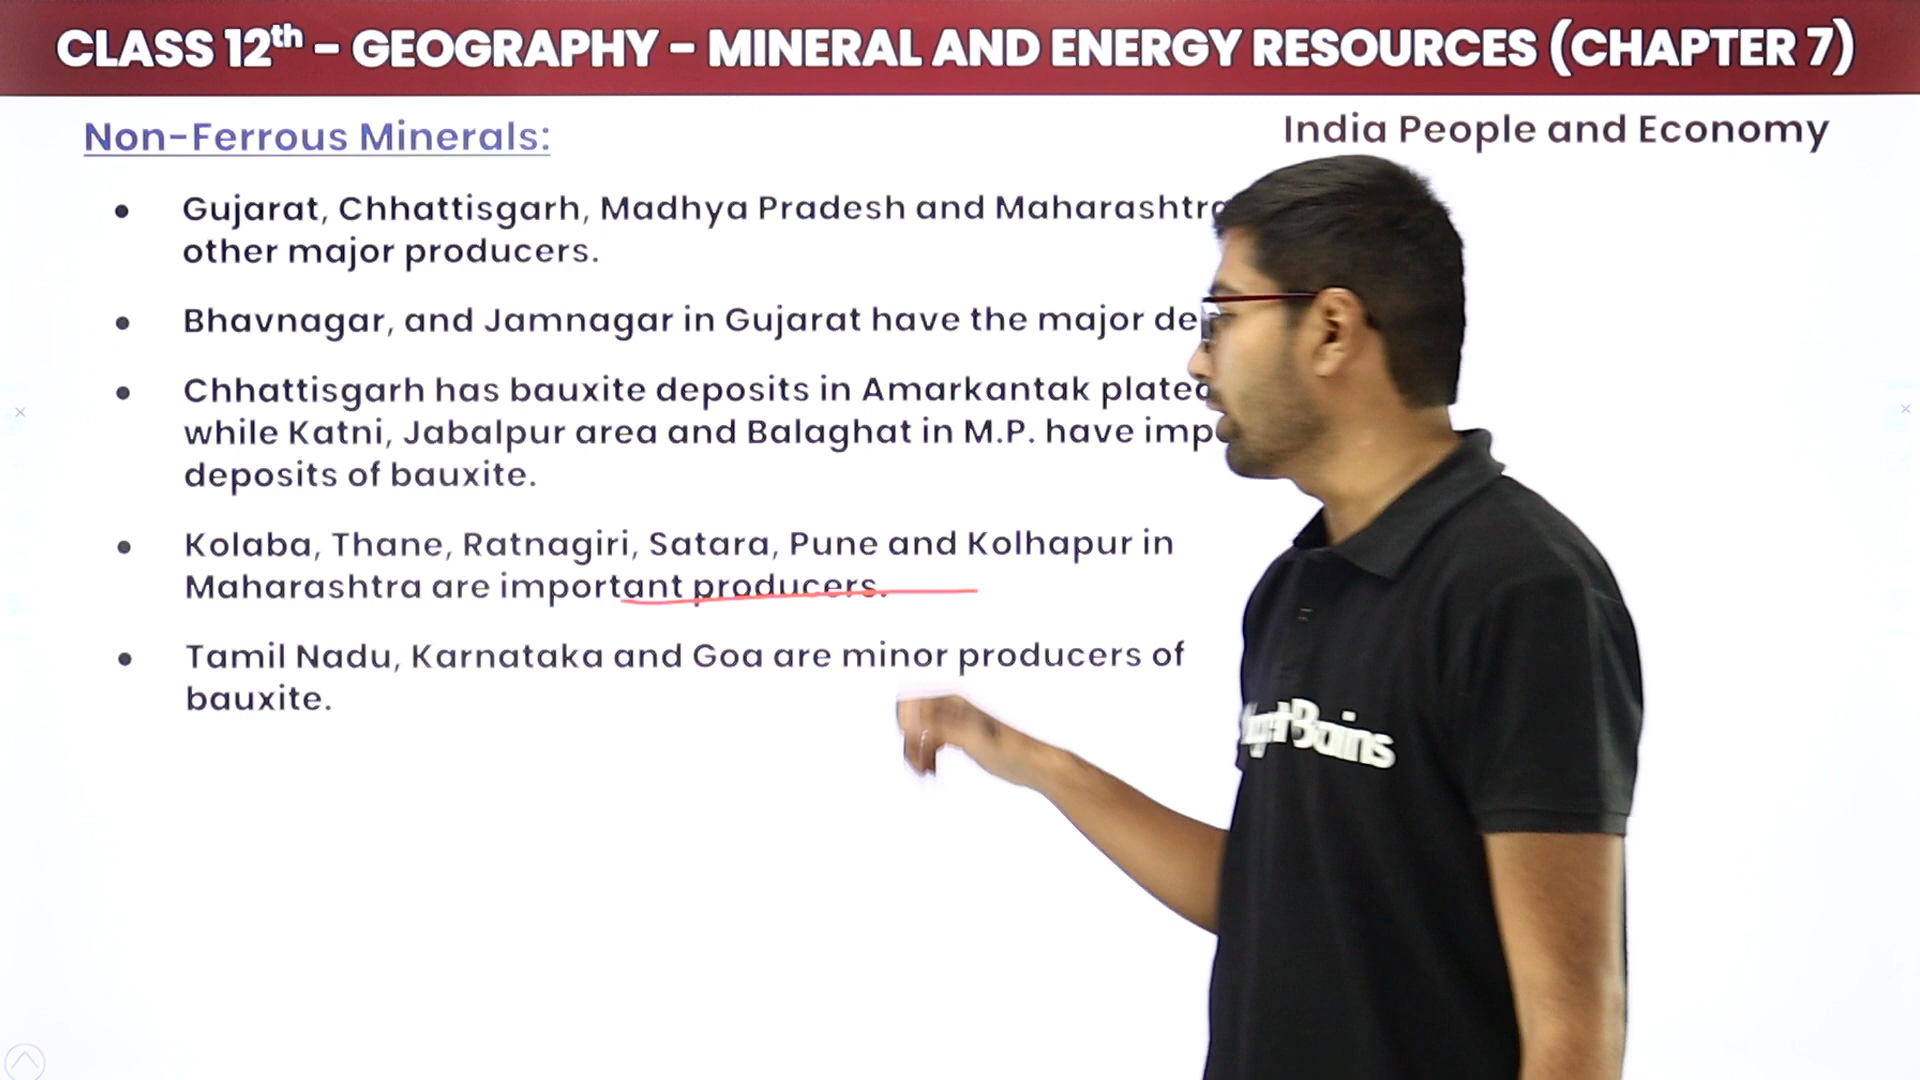 CLASS 12th – GEOGRAPHY – MINERAL AND ENERGY RESOURCES (CHAPTER 7)
Non-Ferrous Minerals:
India People and Economy
• Gujarat, Chhattisgarh, Madhya Pradesh and Maharashtra
other major producers.
• Bhavnagar, and Jamnagar in Gujarat have the major
• Chhattisgarh has bauxite deposits in Amarkantak
while Katni, Jabalpur area and Balaghat in M.P. have
deposits of bauxite.
• Kolaba, Thane, Ratnagiri, Satara, Pune and Kolhapur in
Maharashtra are important producers.
• Tamil Nadu, Karnataka and Goa are minor producers of
bauxite.